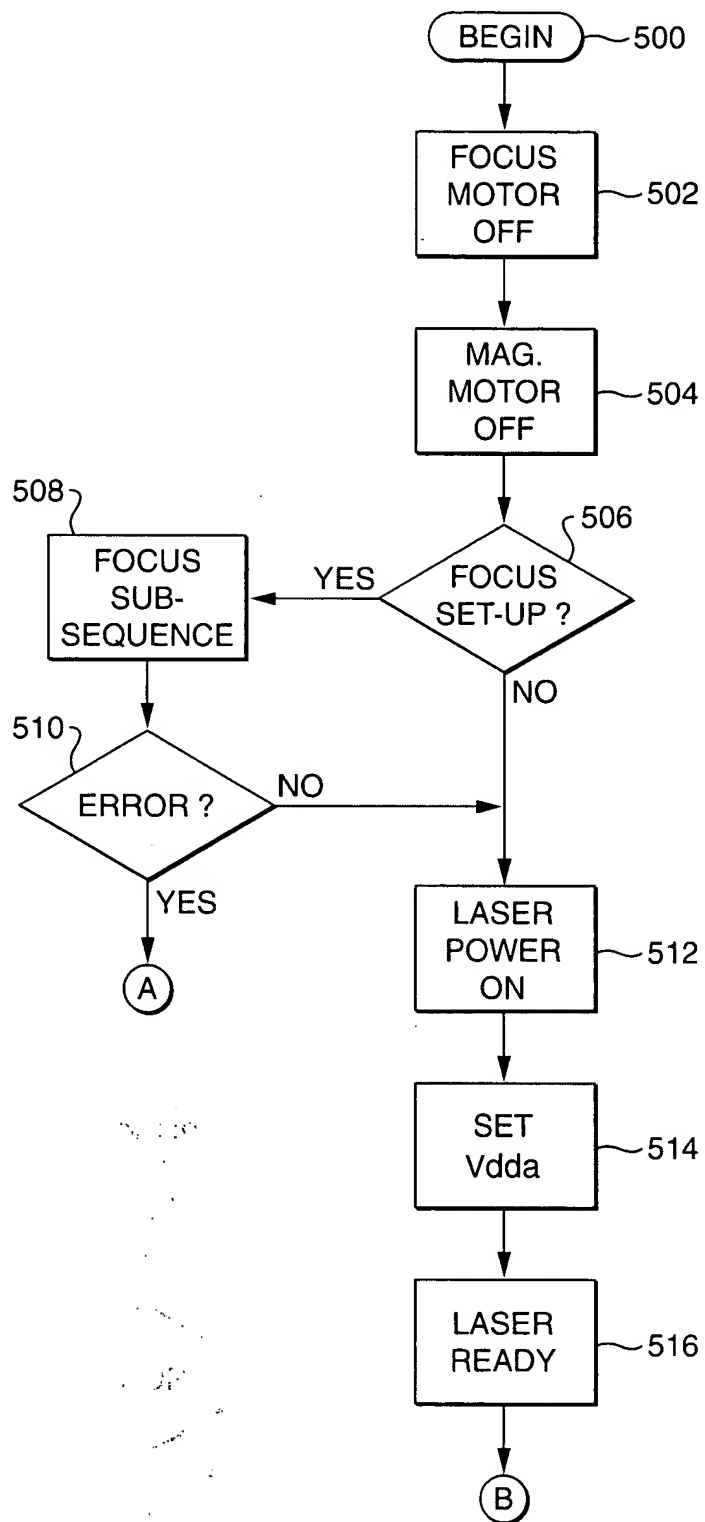 BEGIN
500
FOCUS
MOTOR
OFF
502
MAG.
MOTOR
OFF
504
508
506
FOCUS
SUB-
SEQUENCE
YES
FOCUS
SET-UP ?
NO
510
ERROR ?
NO
YES
A
LASER
POWER
ON
512
SET
Vdda
514
LASER
READY
516
B